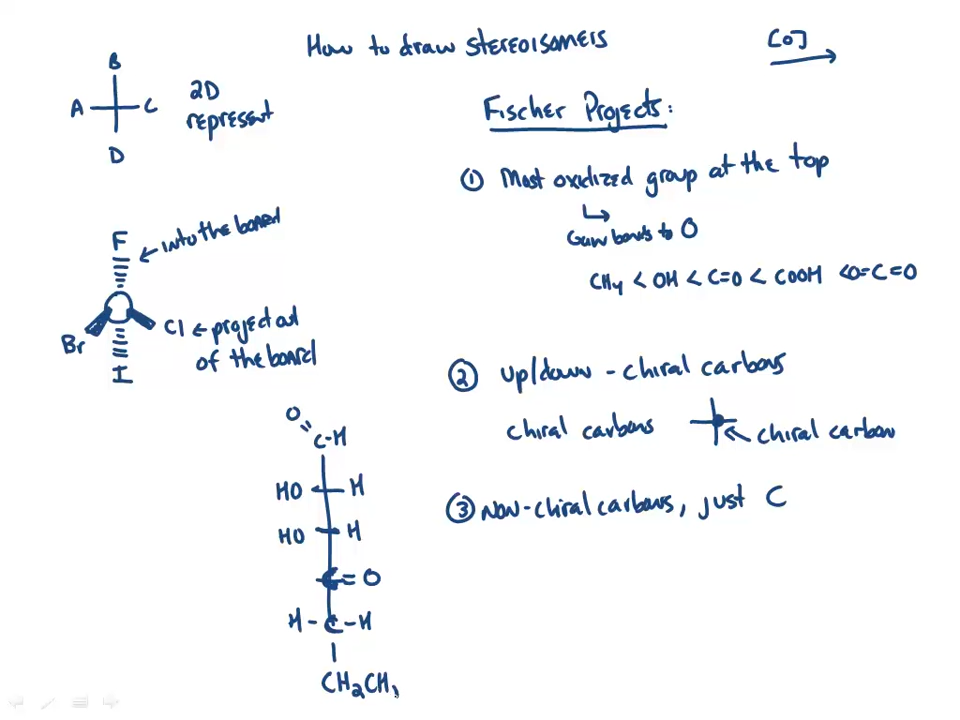 How to draw stereoisomers
[O]
B
A C
D
2D
represent
Fischer Projects:
① Most oxidized group at the top
Gain bonds to O
CH4 < OH < C=O < COOH < O=C=O
F ← into the board
Br Cl ← project out
of the board
I
② up/down - chiral carbons
chiral carbons ← chiral carbon
③ Non-chiral carbons, just C
O
C-H
HO H
HO H
C=O
H-C-H
CH2CH